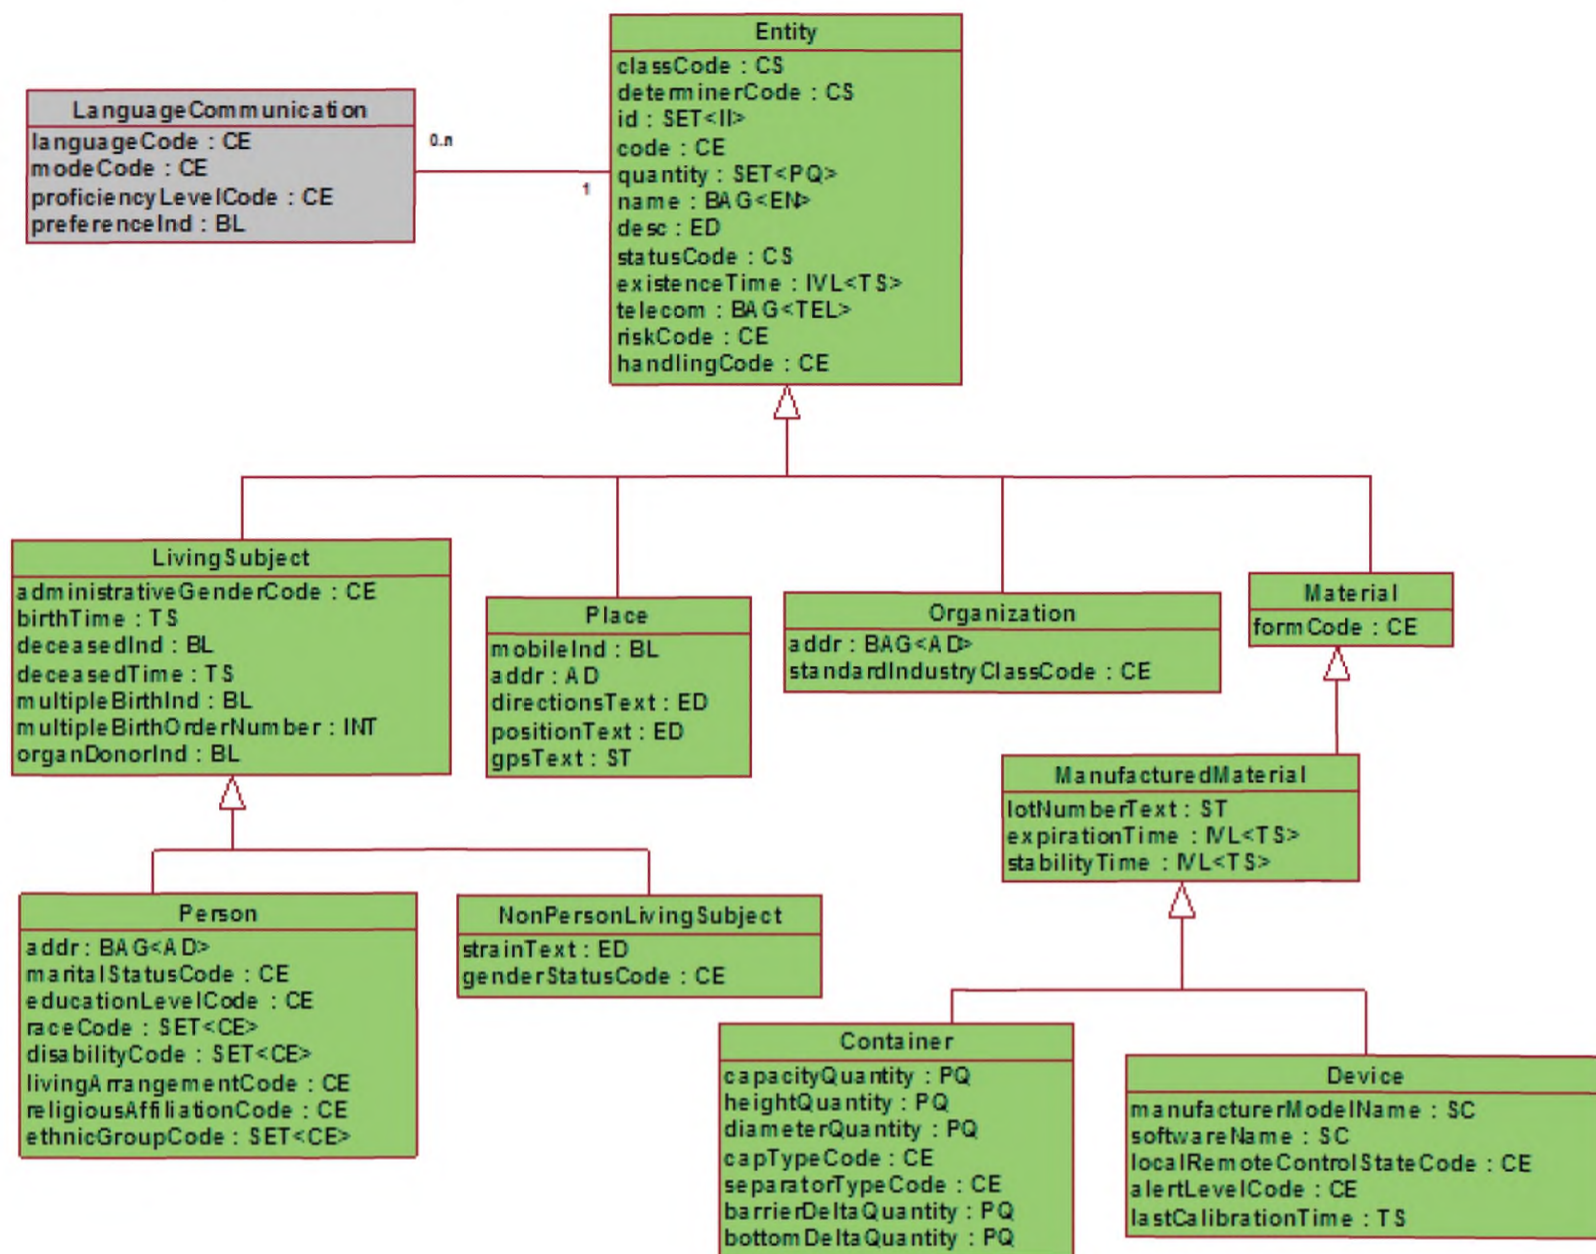 Entity
classCode : CS
determinerCode : CS
id : SET<II>
code : CE
quantity : SET<PQ>
name : BAG<EN>
desc : ED
statusCode : CS
existenceTime : IVL<TS>
telecom : BAG<TEL>
riskCode : CE
handlingCode : CE
LanguageCommunication
languageCode : CE
modeCode : CE
proficiencyLevelCode : CE
preferenceInd : BL
0..n
1
LivingSubject
administrativeGenderCode : CE
birthTime : TS
deceasedInd : BL
deceasedTime : TS
multipleBirthInd : BL
multipleBirthOrderNumber : INT
organDonorInd : BL
Place
mobileInd : BL
addr : AD
directionsText : ED
positionText : ED
gpsText : ST
Organization
addr : BAG<AD>
standardIndustryClassCode : CE
Material
formCode : CE
ManufacturedMaterial
lotNumberText : ST
expirationTime : IVL<TS>
stabilityTime : IVL<TS>
Person
addr : BAG<AD>
maritalStatusCode : CE
educationLevelCode : CE
raceCode : SET<CE>
disabilityCode : SET<CE>
livingArrangementCode : CE
religiousAffiliationCode : CE
ethnicGroupCode : SET<CE>
NonPersonLivingSubject
strainText : ED
genderStatusCode : CE
Container
capacityQuantity : PQ
heightQuantity : PQ
diameterQuantity : PQ
capTypeCode : CE
separatorTypeCode : CE
barrierDeltaQuantity : PQ
bottomDeltaQuantity : PQ
Device
manufacturerModelName : SC
softwareName : SC
localRemoteControlStateCode : CE
alertLevelCode : CE
lastCalibrationTime : TS